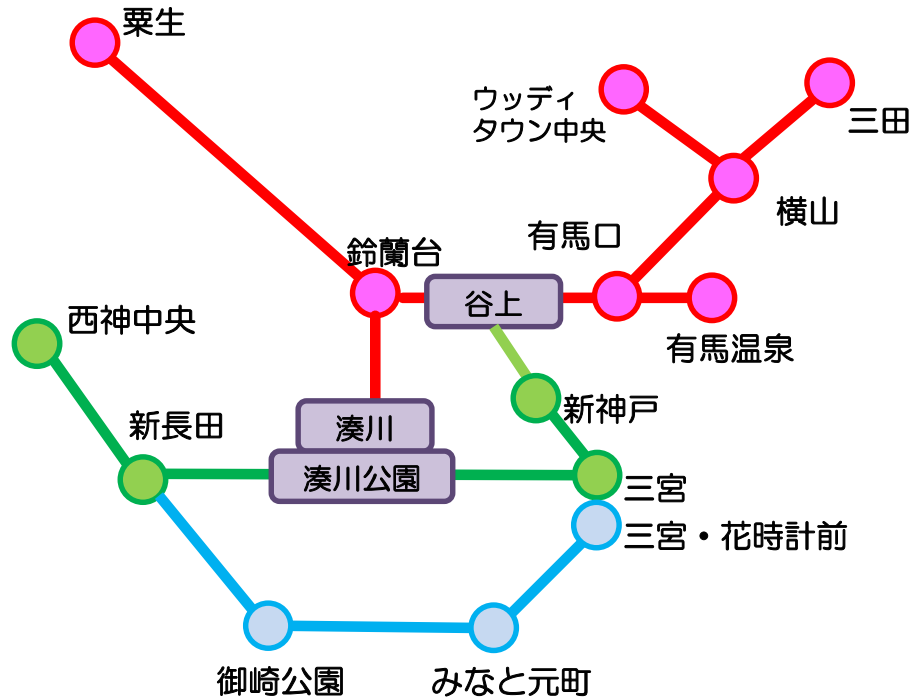 粟生
ウッディ
タウン中央
三田
横山
有馬口
鈴蘭台
谷上
有馬温泉
西神中央
新長田
湊川
湊川公園
新神戸
三宮
三宮・花時計前
御崎公園
みなと元町